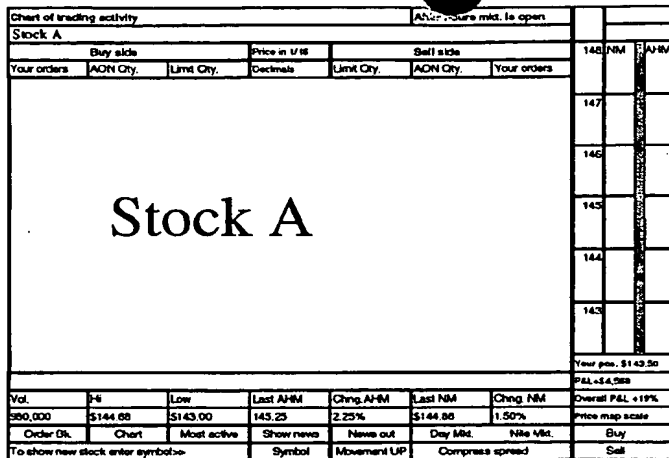 Chart of trading activity mkt. is open
Stock A
Buy side Price in 1/16 Sell side
Your orders AON Qty. Limit Qty. Decimals Limit Qty. AON Qty. Your orders
148 NM AHM
147
146
145
Stock A
144
143
Your pos. $143.50
P&L +$4,588
Vol. Hi Low Last AHM Chng. AHM Last NM Chng. NM Overall P&L +19%
980,000 $144.68 $143.00 145.25 2.25% $144.86 1.50% Price map scale
Order Bk. Chart Most active Show news News out Day Mkt. Nite Mkt. Buy
To show new stock enter symbol>> Symbol Movement UP Compress spread Sell